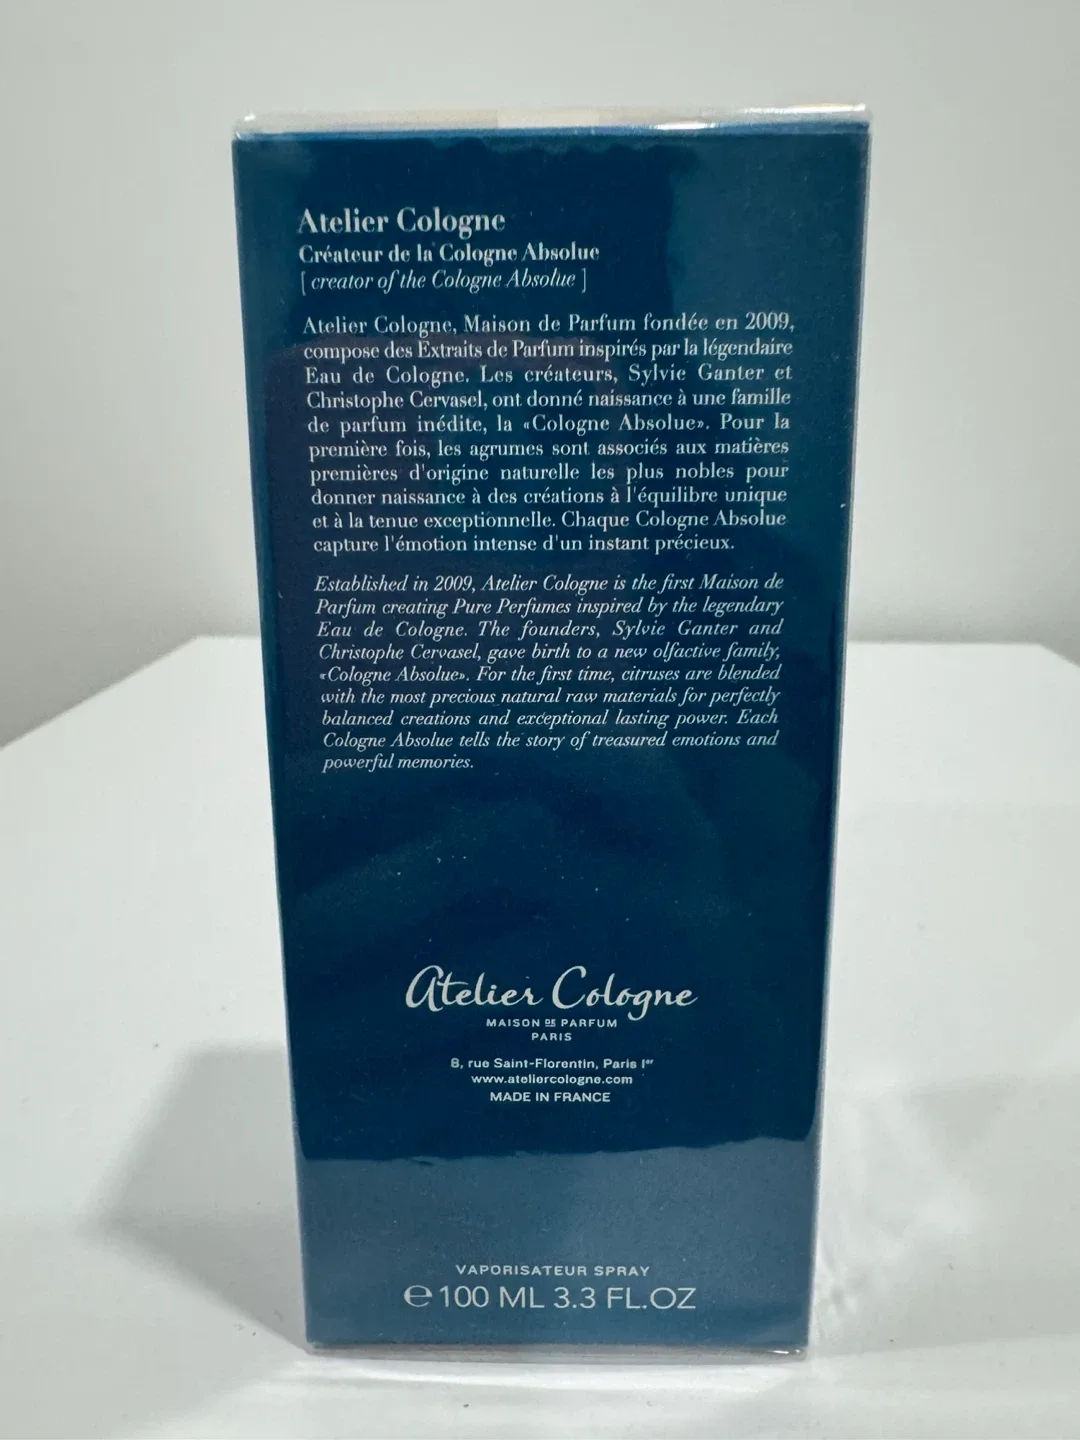 Atelier Cologne
Créateur de la Cologne Absolue
[ creator of the Cologne Absolue ]
Atelier Cologne, Maison de Parfum fondée en 2009,
compose des Extraits de Parfum inspirés par la légendaire
Eau de Cologne. Les créateurs, Sylvie Ganter et
Christophe Cervasel, ont donné naissance à une famille
de parfum inédite, la «Cologne Absolue». Pour la
première fois, les agrumes sont associés aux matières
premières d'origine naturelle les plus nobles pour
donner naissance à des créations à l'équilibre unique
et à la tenue exceptionnelle. Chaque Cologne Absolue
capture l'émotion intense d'un instant précieux.
Established in 2009, Atelier Cologne is the first Maison de
Parfum creating Pure Perfumes inspired by the legendary
Eau de Cologne. The founders, Sylvie Ganter and
Christophe Cervasel, gave birth to a new olfactive family,
«Cologne Absolue». For the first time, citruses are blended
with the most precious natural raw materials for perfectly
balanced creations and exceptional lasting power. Each
Cologne Absolue tells the story of treasured emotions and
powerful memories.
Atelier Cologne
MAISON DE PARFUM
PARIS
8, rue Saint-Florentin, Paris Iᵉʳ
www.ateliercologne.com
MADE IN FRANCE
VAPORISATEUR SPRAY
℮ 100 ML 3.3 FL.OZ